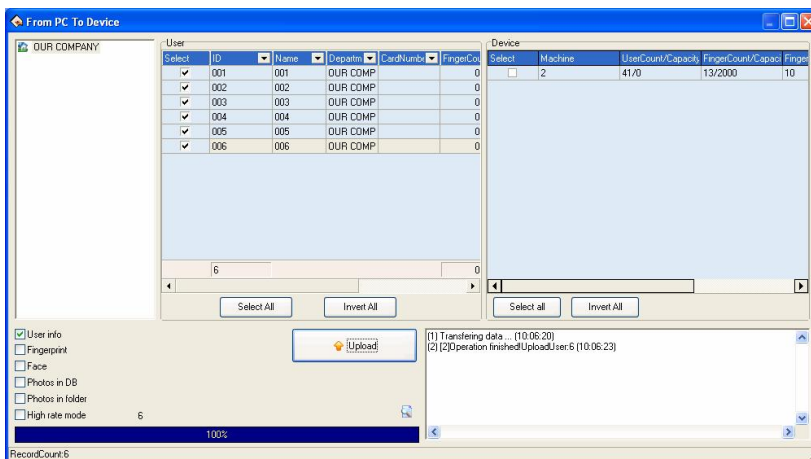 From PC To Device
OUR COMPANY
User
Select ID Name Departm CardNumbe FingerCou
001 001 OUR COMP 0
002 002 OUR COMP 0
003 003 OUR COMP 0
004 004 OUR COMP 0
005 005 OUR COMP 0
006 006 OUR COMP 0
6 0
Select All Invert All
Device
Select Machine UserCount/Capacity FingerCount/Capaci Finger
2 41/0 13/2000 10
Select all Invert All
User info
Fingerprint
Face
Photos in DB
Photos in folder
High rate mode 6
Upload
100%
(1) Transfering data ... (10:06:20)
(2) [2]Operation finished!UploadUser:6 (10:06:23)
RecordCount:6